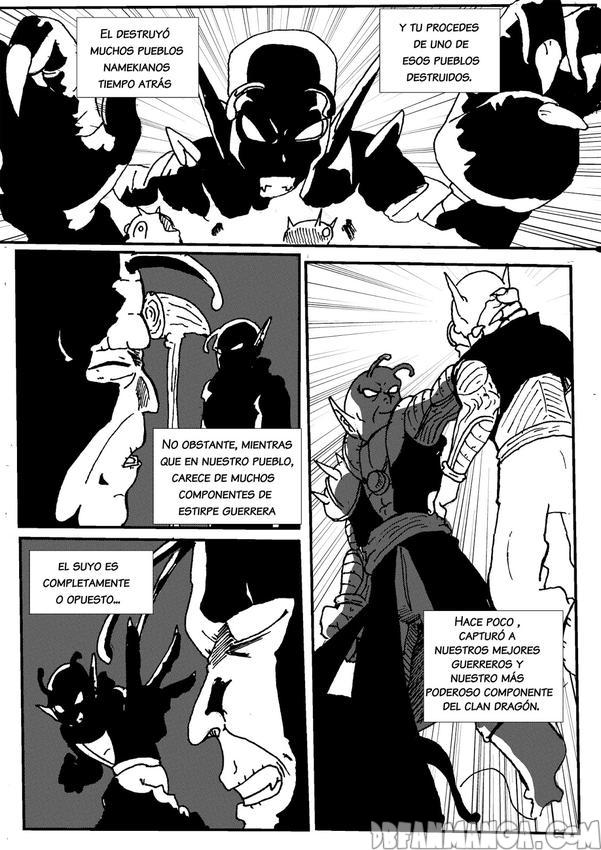 EL DESTRUYÓ
MUCHOS PUEBLOS
NAMEKIANOS
TIEMPO ATRÁS
Y TU PROCEDES
DE UNO DE
ESOS PUEBLOS
DESTRUIDOS.
NO OBSTANTE, MIENTRAS
QUE EN NUESTRO PUEBLO,
CARECE DE MUCHOS
COMPONENTES DE
ESTIRPE GUERRERA
EL SUYO ES
COMPLETAMENTE
O OPUESTO...
HACE POCO ,
CAPTURÓ A
NUESTROS MEJORES
GUERREROS Y
NUESTRO MÁS
PODEROSO COMPONENTE
DEL CLAN DRAGÓN.
DBFANMANGA.COM